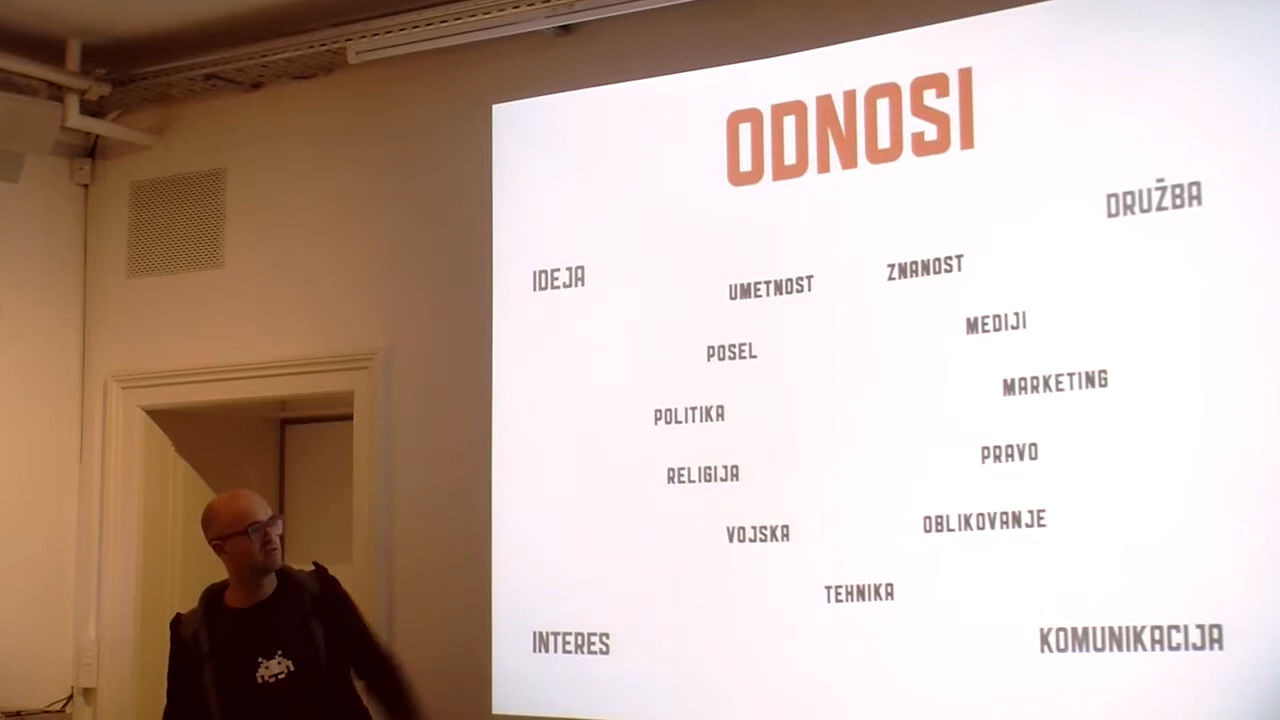 ODNOSI
DRUŽBA
IDEJA
UMETNOST
ZNANOST
MEDIJI
POSEL
MARKETING
POLITIKA
PRAVO
RELIGIJA
OBLIKOVANJE
VOJSKA
TEHNIKA
INTERES
KOMUNIKACIJA